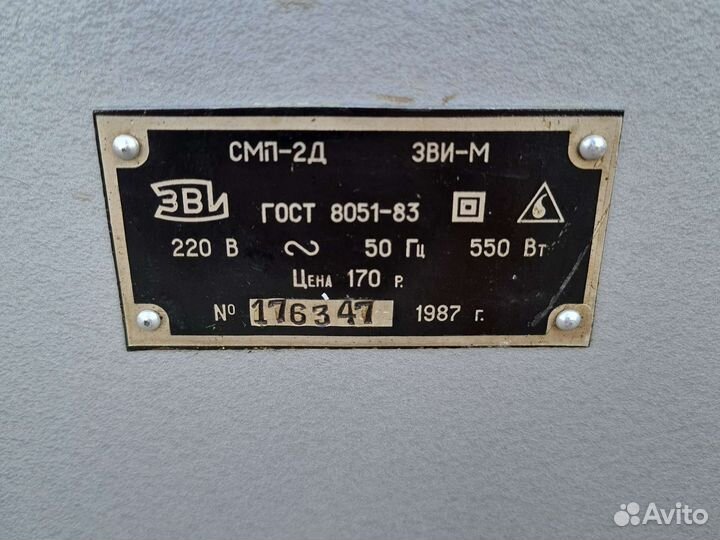 СМП-2Д ЗВИ-М
ЗВИ ГОСТ 8051-83
220 В ~ 50 Гц 550 Вт
Цена 170 р.
№ 176347 1987 г.
Avito